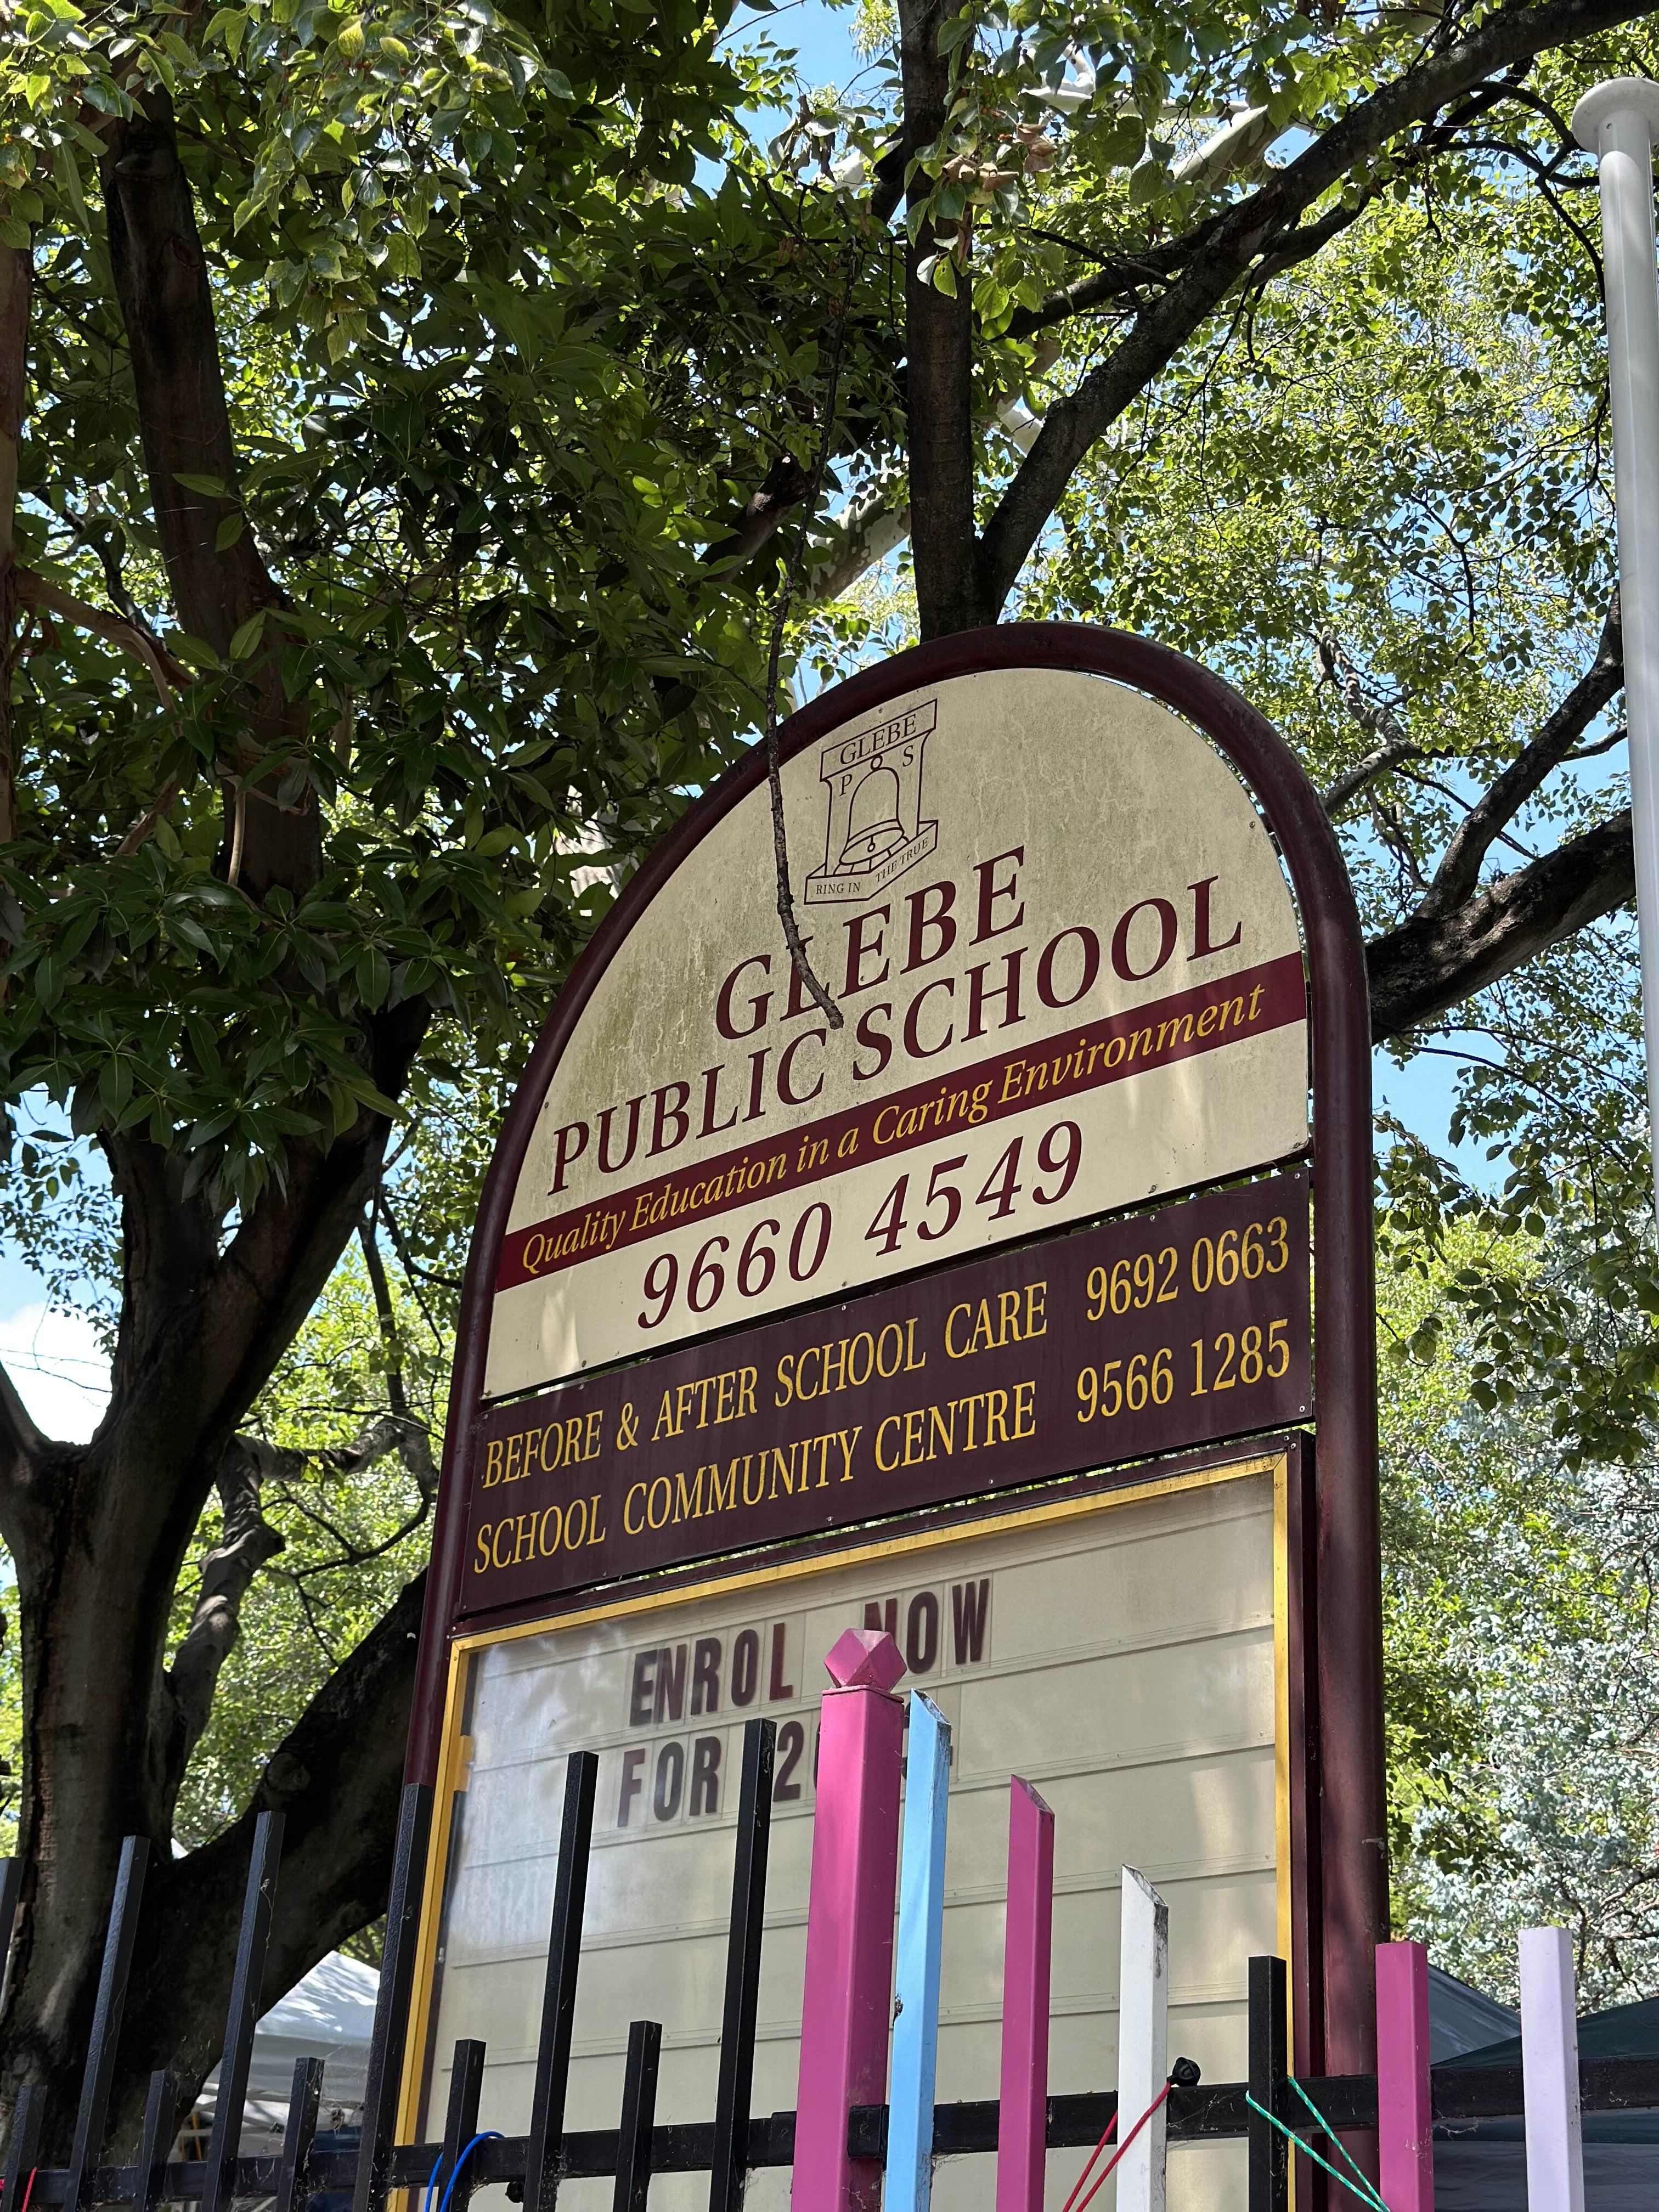 GLEBE
P S
RING IN THE TRUE
GLEBE
PUBLIC SCHOOL
Quality Education in a Caring Environment
9660 4549
BEFORE & AFTER SCHOOL CARE 9692 0663
SCHOOL COMMUNITY CENTRE 9566 1285
ENROL NOW
FOR